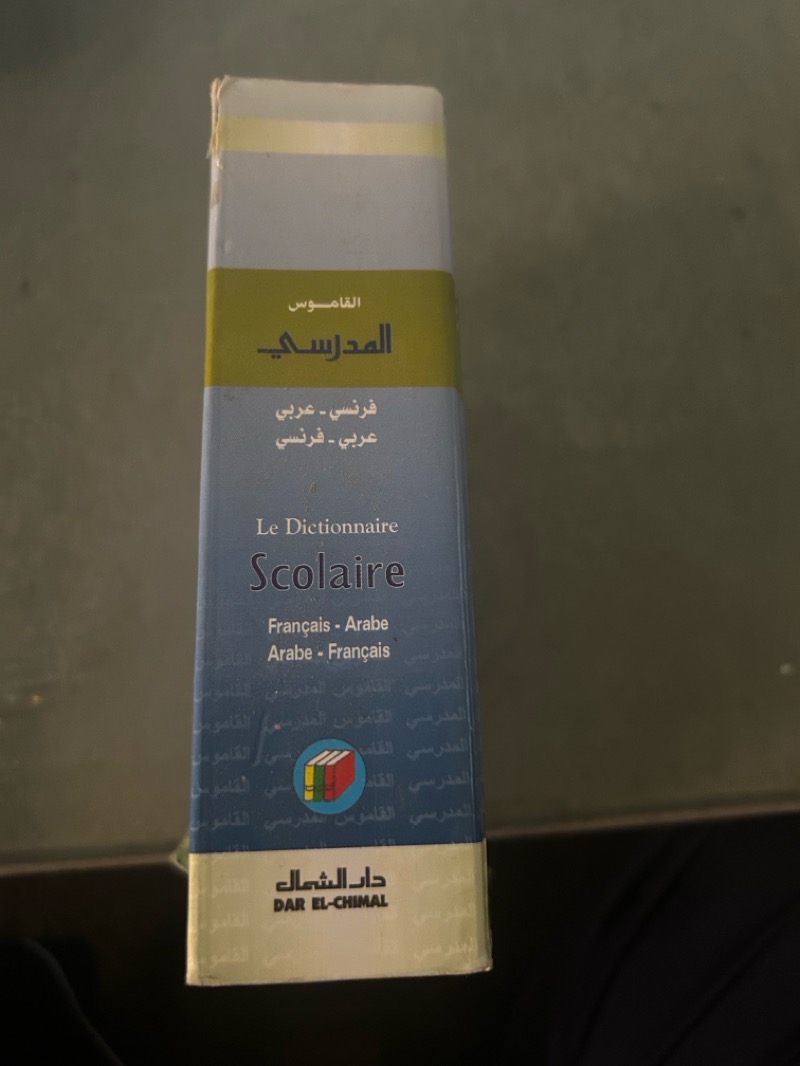 القاموس
المدرسي
فرنسي - عربي
عربي - فرنسي
Le Dictionnaire
Scolaire
Français - Arabe
Arabe - Français
دار الشمال
DAR EL-CHIMAL